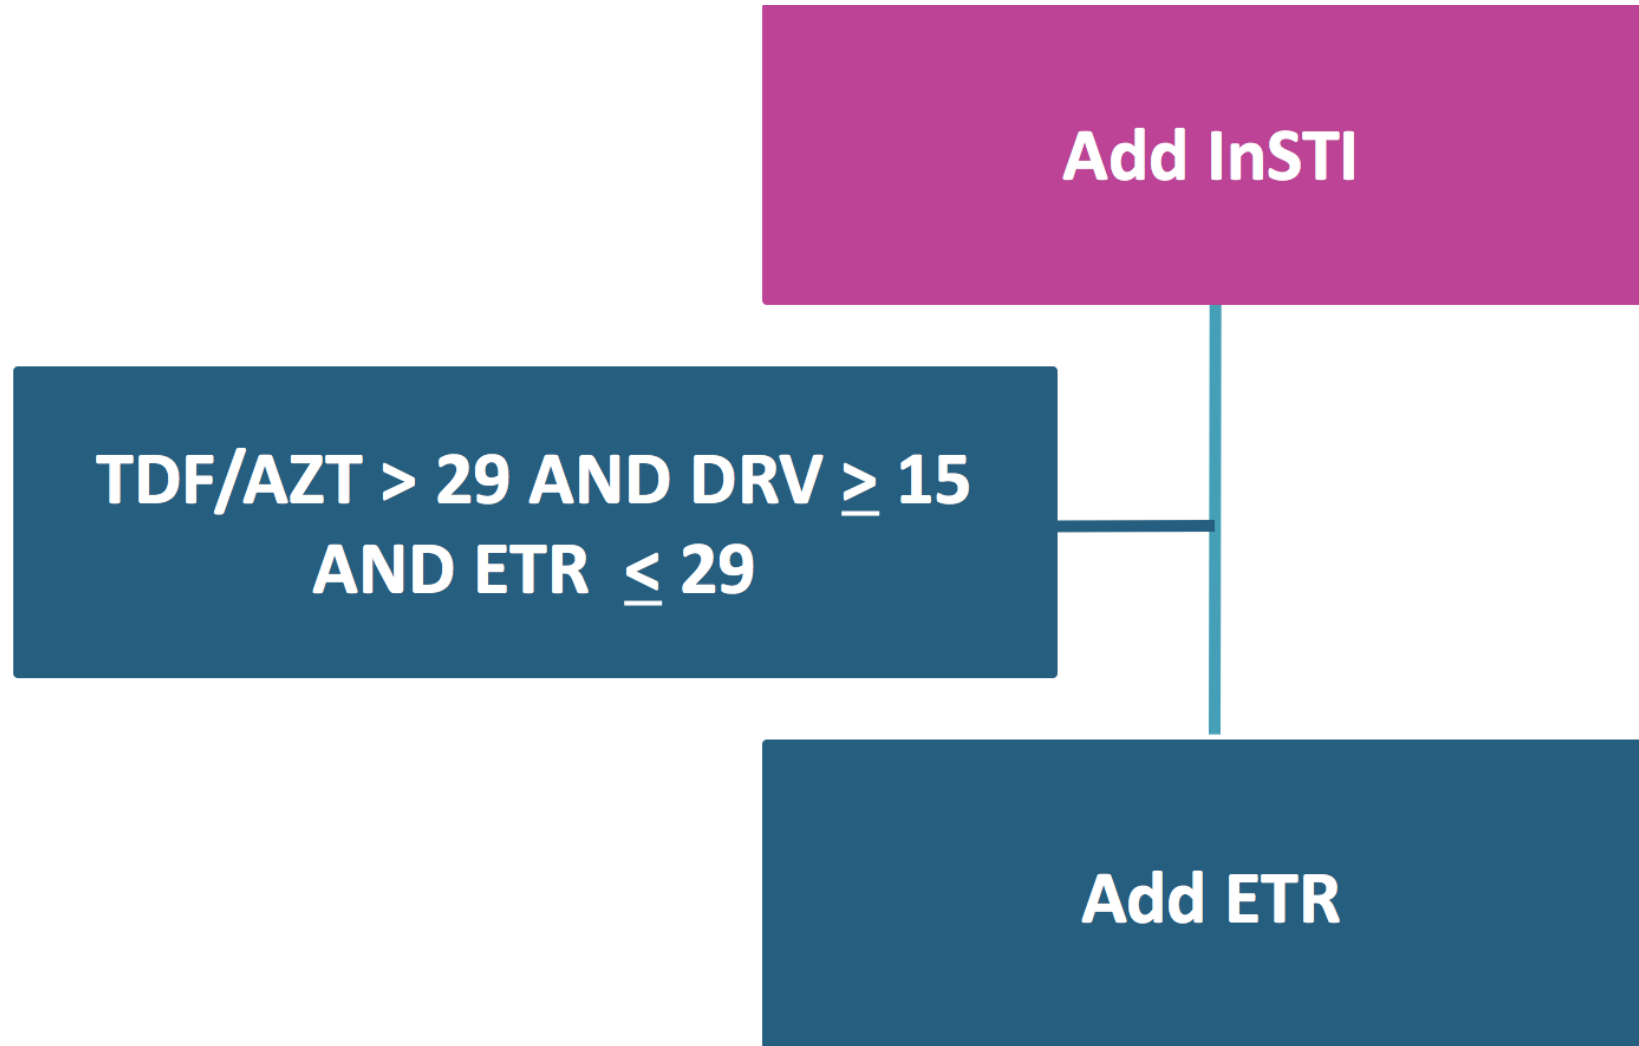 Add InSTI
TDF/AZT > 29 AND DRV ≥ 15
AND ETR ≤ 29
Add ETR